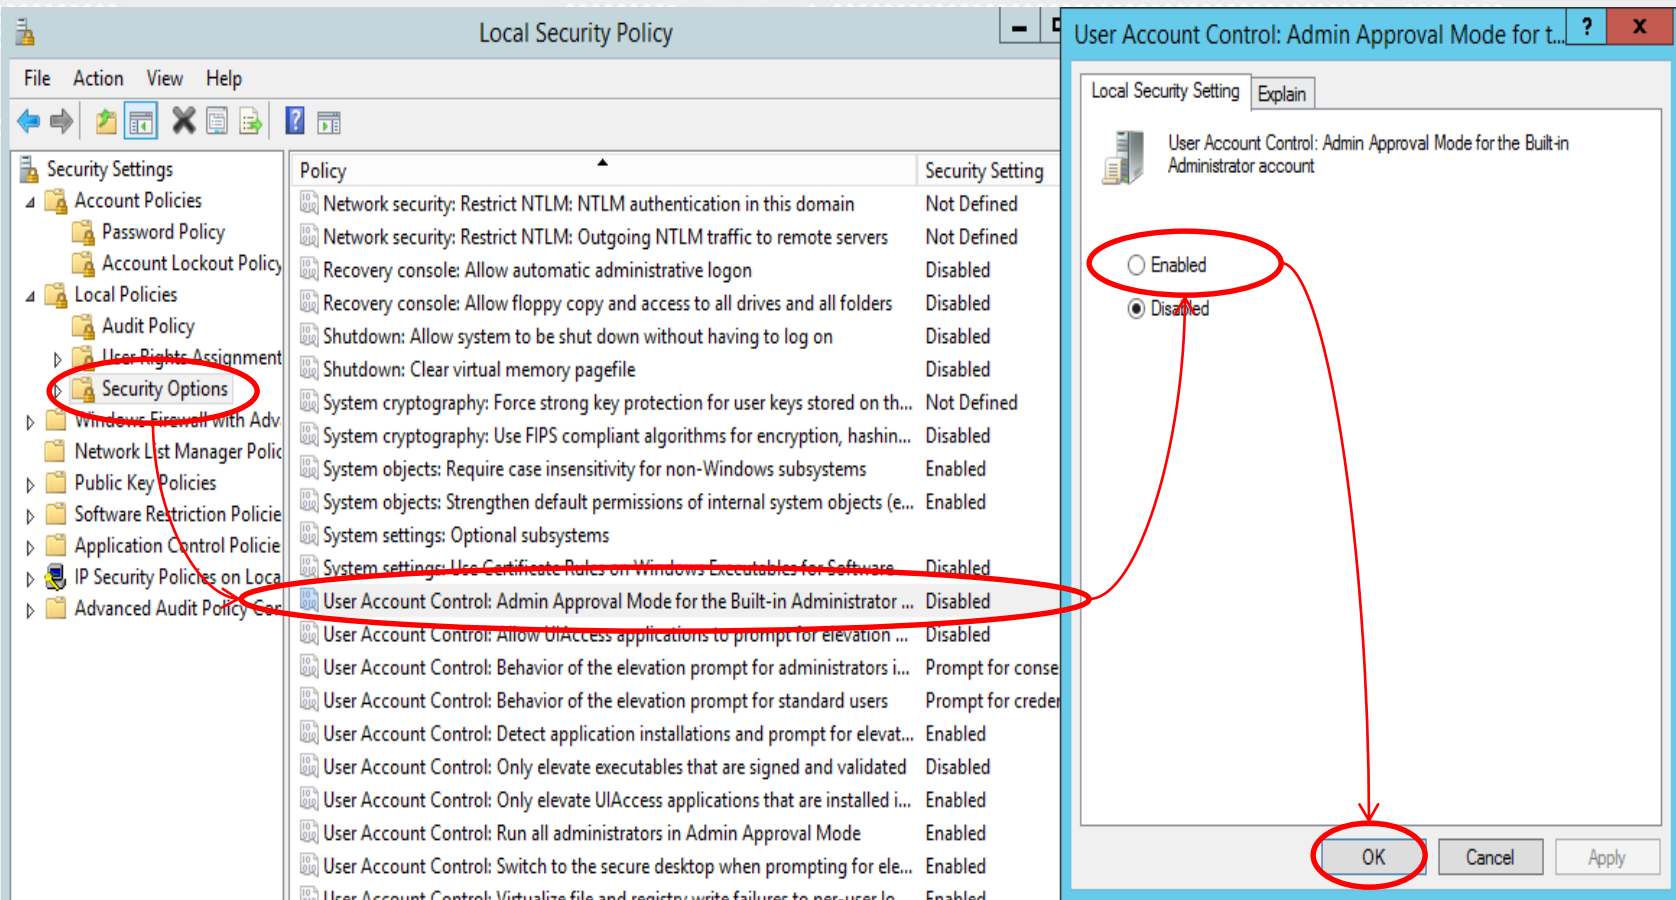 Local Security Policy
File Action View Help
Security Settings
Account Policies
Password Policy
Account Lockout Policy
Local Policies
Audit Policy
User Rights Assignment
Security Options
Windows Firewall with Adv
Network List Manager Polic
Public Key Policies
Software Restriction Policie
Application Control Policie
IP Security Policies on Loca
Advanced Audit Policy Con
Policy Security Setting
Network security: Restrict NTLM: NTLM authentication in this domain Not Defined
Network security: Restrict NTLM: Outgoing NTLM traffic to remote servers Not Defined
Recovery console: Allow automatic administrative logon Disabled
Recovery console: Allow floppy copy and access to all drives and all folders Disabled
Shutdown: Allow system to be shut down without having to log on Disabled
Shutdown: Clear virtual memory pagefile Disabled
System cryptography: Force strong key protection for user keys stored on th... Not Defined
System cryptography: Use FIPS compliant algorithms for encryption, hashin... Disabled
System objects: Require case insensitivity for non-Windows subsystems Enabled
System objects: Strengthen default permissions of internal system objects (e... Enabled
System settings: Optional subsystems
System settings: Use Certificate Rules on Windows Executables for Software ... Disabled
User Account Control: Admin Approval Mode for the Built-in Administrator ... Disabled
User Account Control: Allow UIAccess applications to prompt for elevation ... Disabled
User Account Control: Behavior of the elevation prompt for administrators i... Prompt for conse
User Account Control: Behavior of the elevation prompt for standard users Prompt for creder
User Account Control: Detect application installations and prompt for elevat... Enabled
User Account Control: Only elevate executables that are signed and validated Disabled
User Account Control: Only elevate UIAccess applications that are installed i... Enabled
User Account Control: Run all administrators in Admin Approval Mode Enabled
User Account Control: Switch to the secure desktop when prompting for ele... Enabled
User Account Control: Virtualize file and registry write failures to per-user lo... Enabled
User Account Control: Admin Approval Mode for t... ? X
Local Security Setting Explain
User Account Control: Admin Approval Mode for the Built-in
Administrator account
Enabled
Disabled
OK Cancel Apply